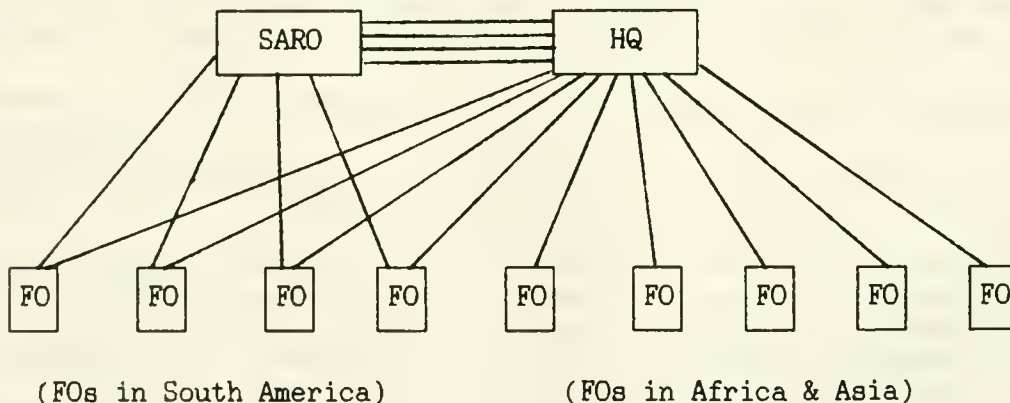 SARO HQ
FO FO FO FO FO FO FO FO FO
(FOs in South America) (FOs in Africa & Asia)